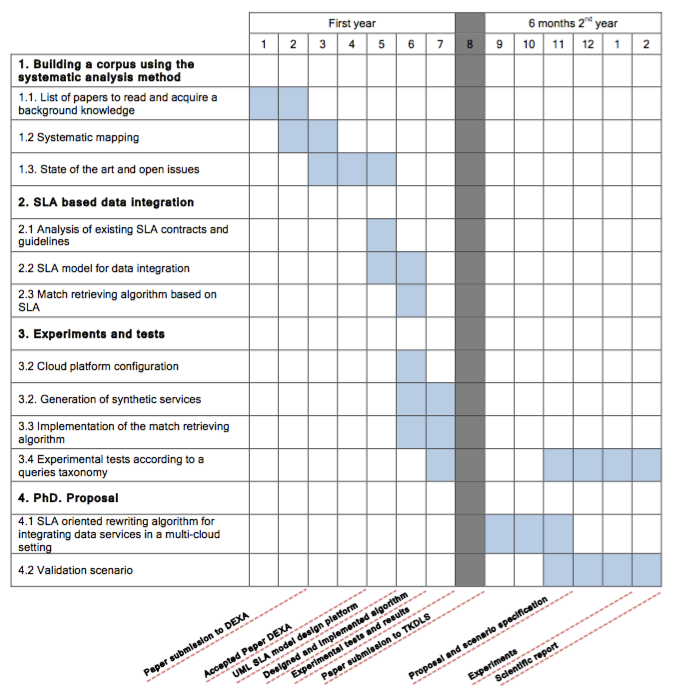 First year
6 months 2nd year
1 2 3 4 5 6 7 8 9 10 11 12 1 2
1. Building a corpus using the
systematic analysis method
1.1. List of papers to read and acquire a
background knowledge
1.2 Systematic mapping
1.3. State of the art and open issues
2. SLA based data integration
2.1 Analysis of existing SLA contracts and
guidelines
2.2 SLA model for data integration
2.3 Match retrieving algorithm based on
SLA
3. Experiments and tests
3.2 Cloud platform configuration
3.2. Generation of synthetic services
3.3 Implementation of the match retrieving
algorithm
3.4 Experimental tests according to a
queries taxonomy
4. PhD. Proposal
4.1 SLA oriented rewriting algorithm for
integrating data services in a multi-cloud
setting
4.2 Validation scenario
Paper submission to DEXA
Accepted Paper DEXA
UML SLA model design platform
Designed and implemented algorithm
Experimental tests and results
Paper submission to TKDLS
Proposal and scenario specification
Experiments
Scientific report